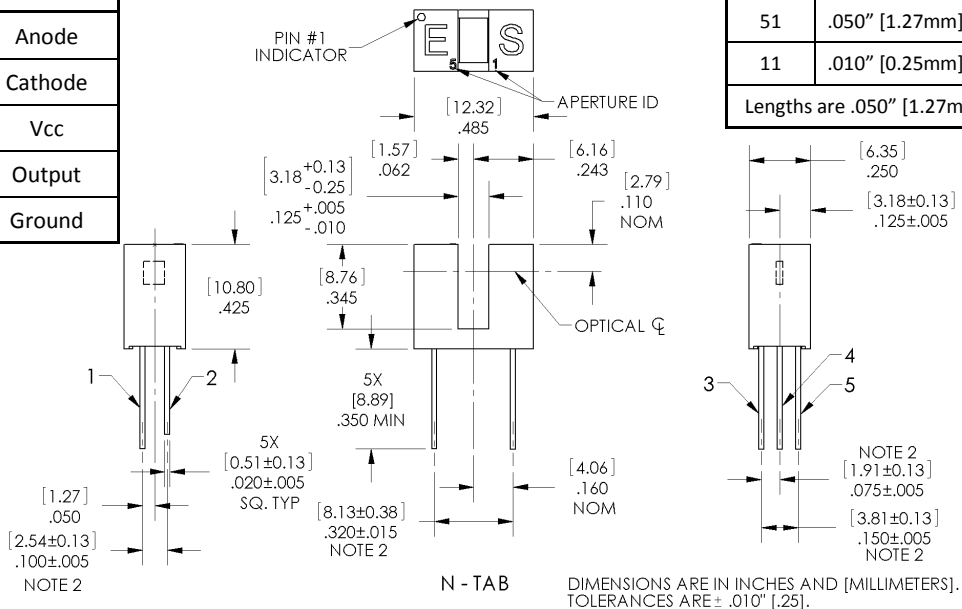 Anode
Cathode
Vcc
Output
Ground
51 .050” [1.27mm]
11 .010” [0.25mm]
Lengths are .050” [1.27m
PIN #1
INDICATOR
E S
5 1
APERTURE ID
[12.32]
.485
[1.57]
.062
[6.16]
.243
[3.18 +0.13 -0.25]
.125 +.005 -.010
[2.79]
.110
NOM
[6.35]
.250
[3.18±0.13]
.125±.005
[10.80]
.425
[8.76]
.345
OPTICAL ℄
1
2
5X
[8.89]
.350 MIN
3
4
5
5X
[0.51±0.13]
.020±.005
SQ. TYP
[1.27]
.050
[2.54±0.13]
.100±.005
NOTE 2
[8.13±0.38]
.320±.015
NOTE 2
[4.06]
.160
NOM
NOTE 2
[1.91±0.13]
.075±.005
[3.81±0.13]
.150±.005
NOTE 2
N - TAB
DIMENSIONS ARE IN INCHES AND [MILLIMETERS].
TOLERANCES ARE ± .010" [.25].